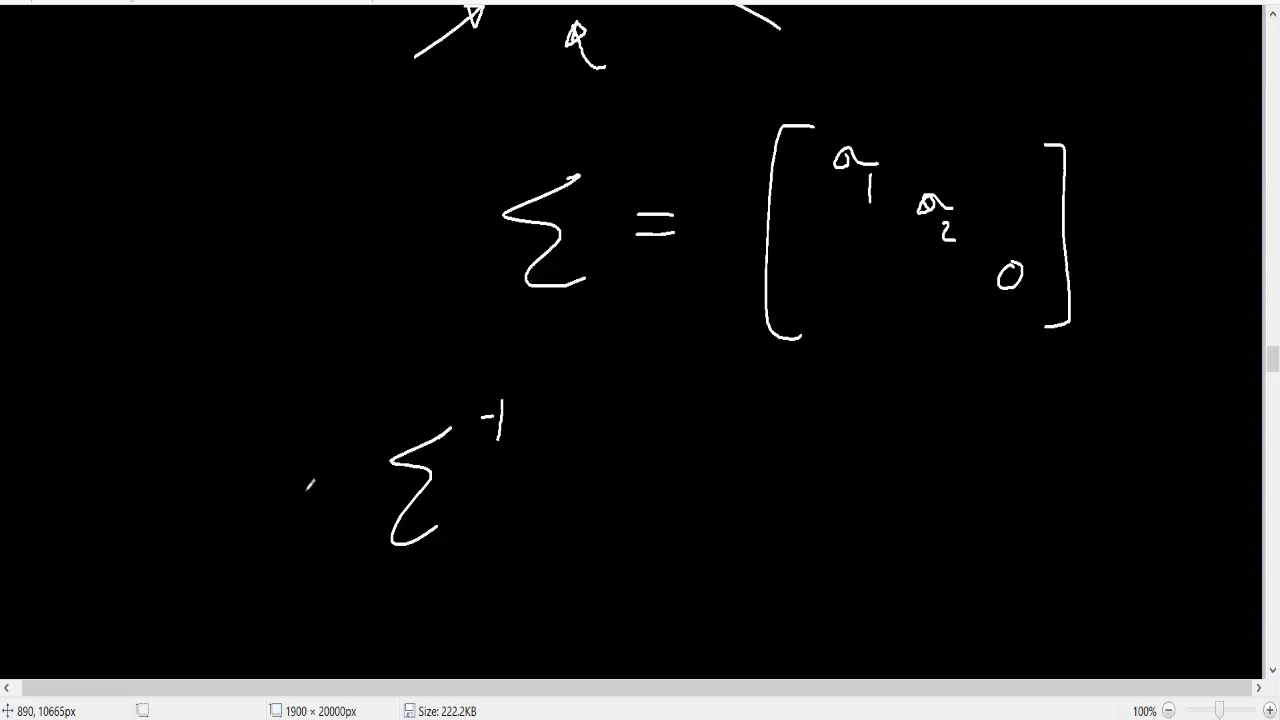 Σ = [ σ₁ σ₂ 0 ]
Σ⁻¹
890, 10665px 1900 × 20000px Size: 222.2KB 100%